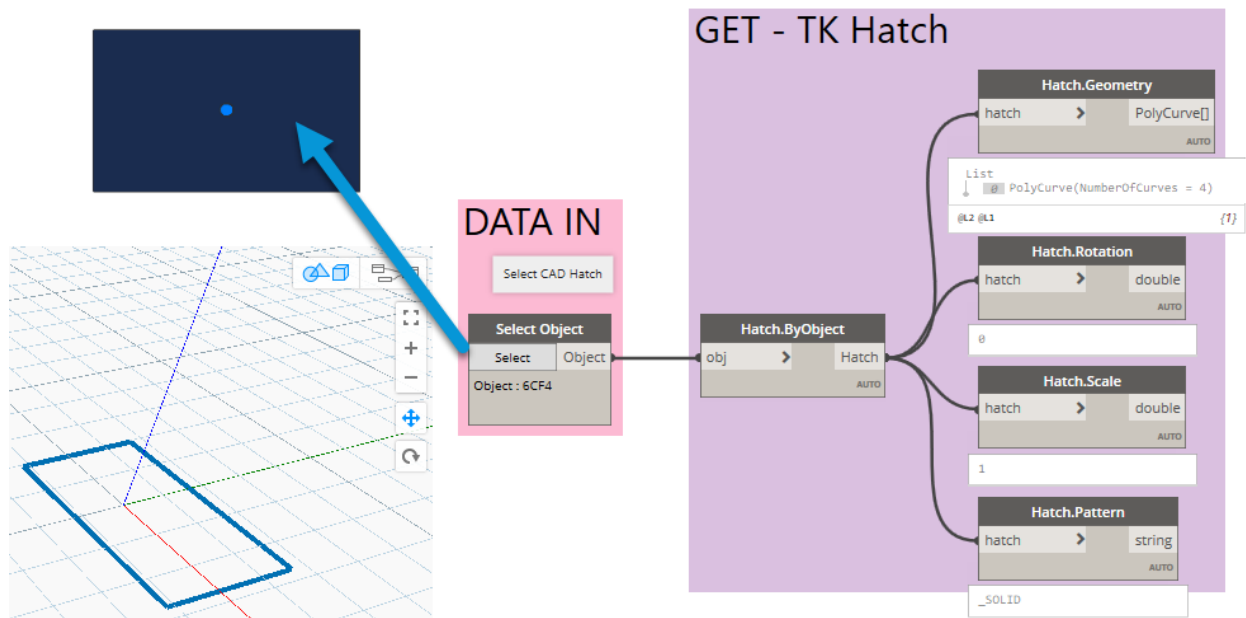 GET - TK Hatch
Hatch.Geometry
hatch > PolyCurve[]
AUTO
List
0 PolyCurve(NumberOfCurves = 4)
@L2 @L1 {1}
DATA IN
Select CAD Hatch
Select Object
Select Object
Object : 6CF4
Hatch.ByObject
obj > Hatch
AUTO
Hatch.Rotation
hatch > double
AUTO
0
Hatch.Scale
hatch > double
AUTO
1
Hatch.Pattern
hatch > string
AUTO
_SOLID